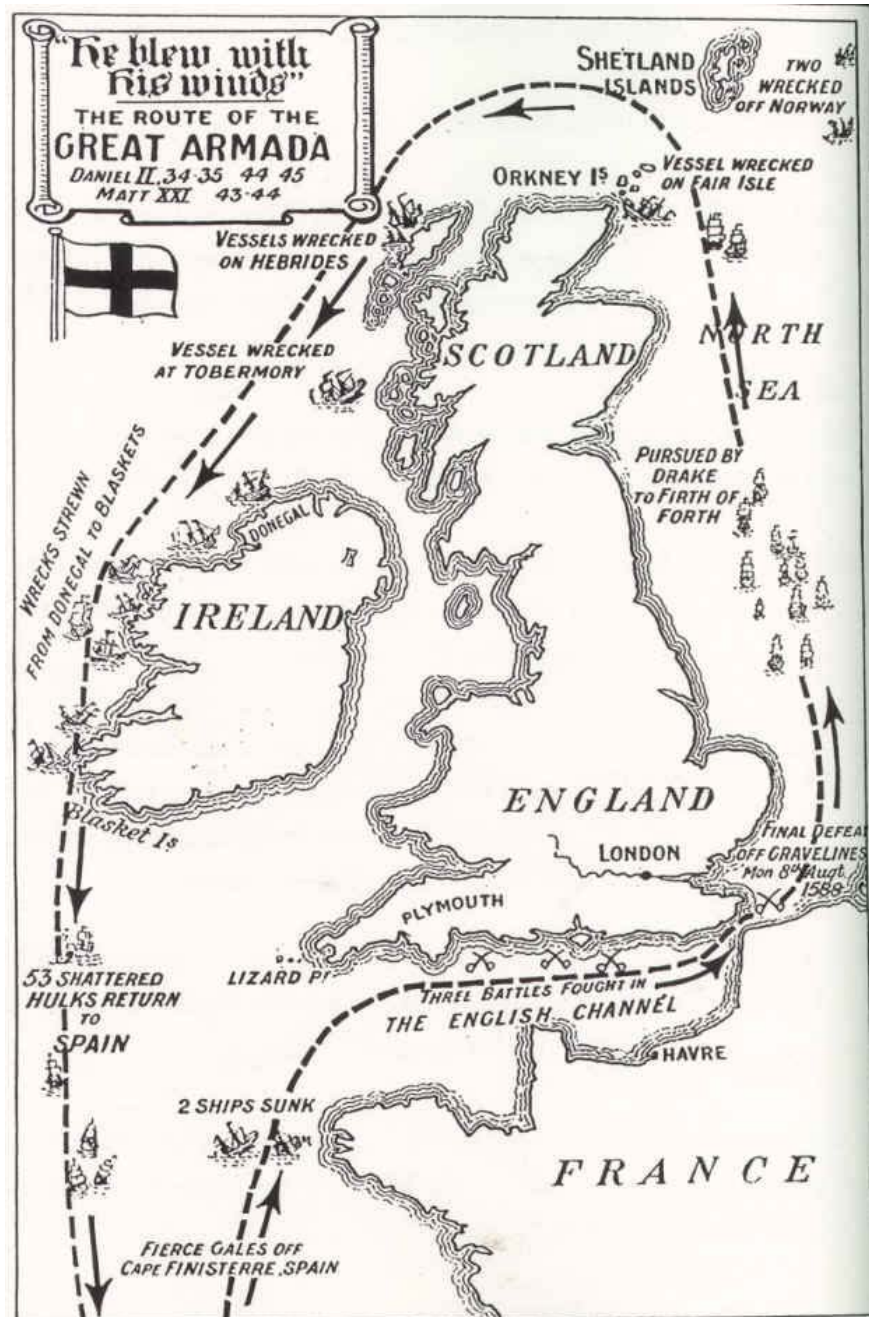 "He blew with
his winds"
THE ROUTE OF THE
GREAT ARMADA
DANIEL II, 34-35 44 45
MATT XXI 43-44
SHETLAND
ISLANDS
TWO
WRECKED
OFF NORWAY
ORKNEY Is
VESSEL WRECKED
ON FAIR ISLE
VESSELS WRECKED
ON HEBRIDES
VESSEL WRECKED
AT TOBERMORY
SCOTLAND
NORTH
SEA
PURSUED BY
DRAKE
TO FIRTH OF
FORTH
WRECKS STREWN
FROM DONEGAL TO BLASKETS
DONEGAL
IRELAND
Blasket Is
ENGLAND
LONDON
FINAL DEFEAT
OFF GRAVELINES
Mon 8th Augt
1588
PLYMOUTH
LIZARD Pt
53 SHATTERED
HULKS RETURN
TO
SPAIN
THREE BATTLES FOUGHT IN
THE ENGLISH CHANNEL
HAVRE
2 SHIPS SUNK
FRANCE
FIERCE GALES OFF
CAPE FINISTERRE, SPAIN